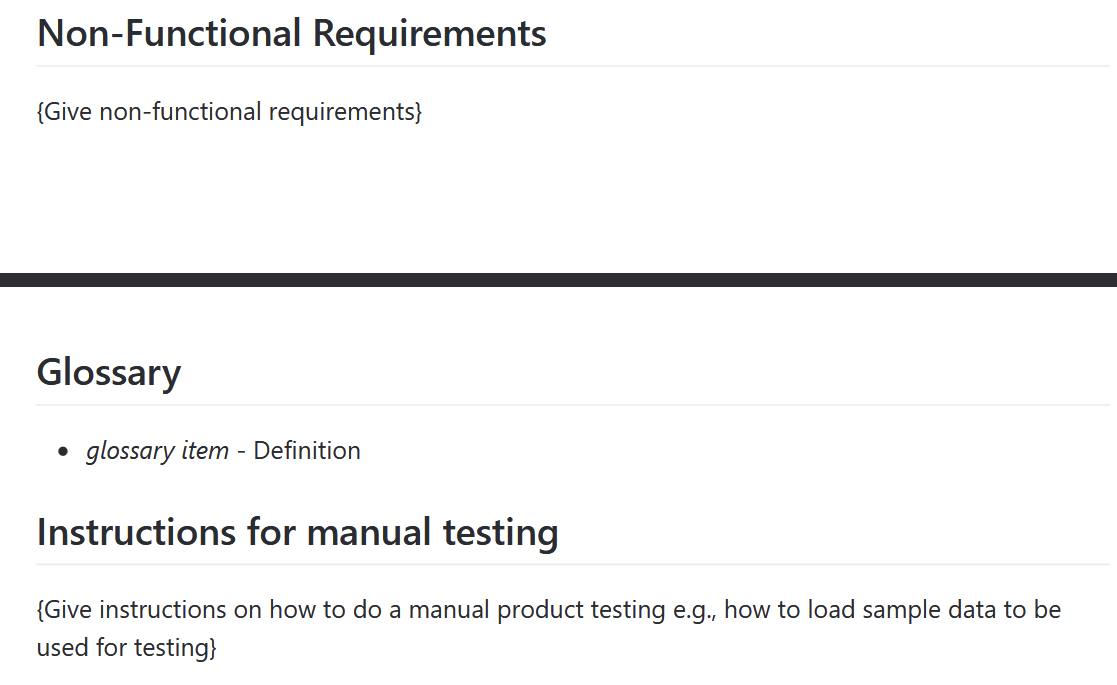 Non-Functional Requirements
{Give non-functional requirements}
Glossary
• glossary item - Definition
Instructions for manual testing
{Give instructions on how to do a manual product testing e.g., how to load sample data to be
used for testing}